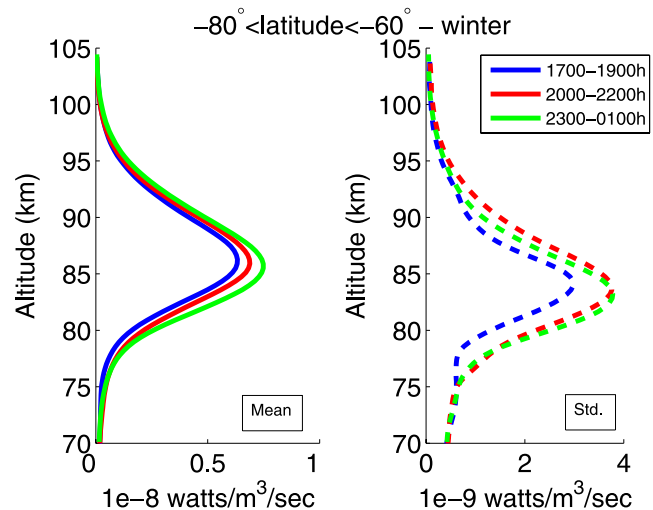 −80°<latitude<−60° − winter
105
100
95
90
85
80
75
70
Altitude (km)
0
0.5
1
1e−8 watts/m³/sec
Mean
105
100
95
90
85
80
75
70
Altitude (km)
0
2
4
1e−9 watts/m³/sec
1700−1900h
2000−2200h
2300−0100h
Std.